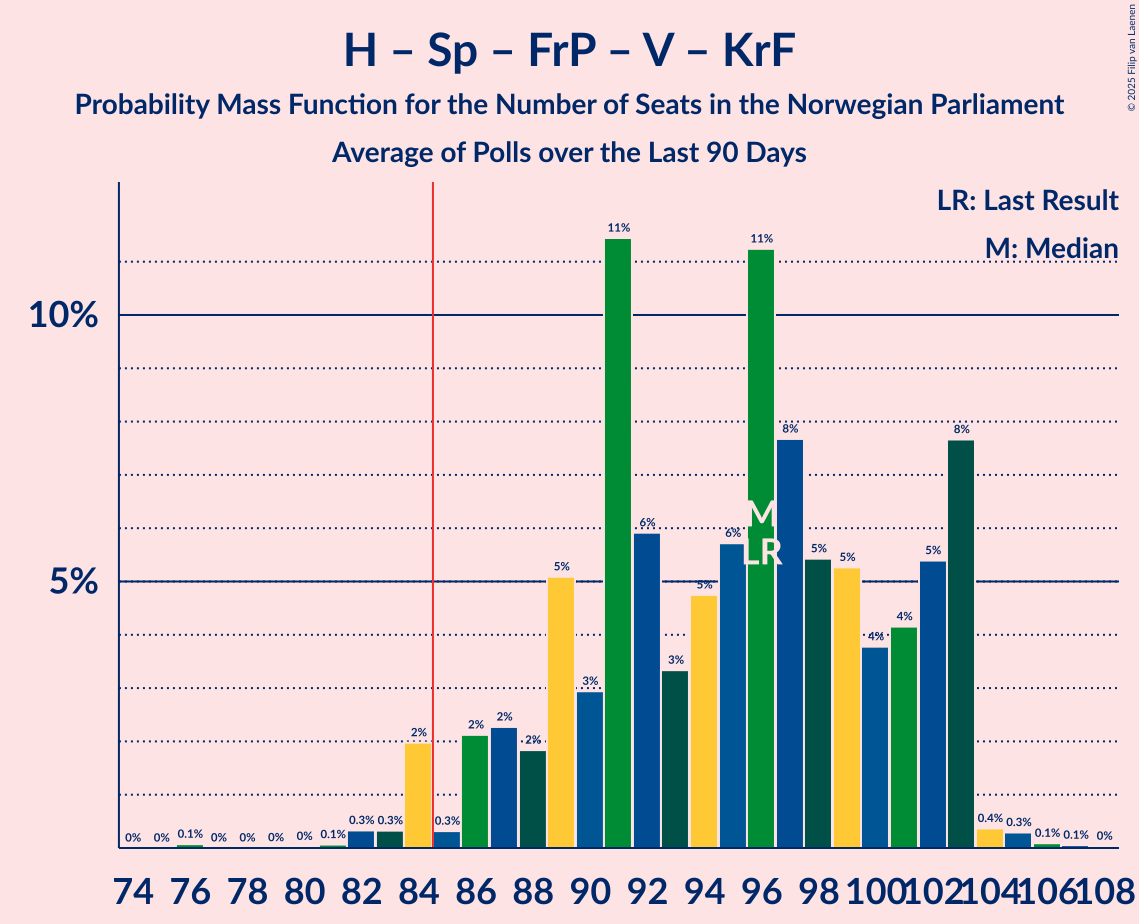 H – Sp – FrP – V – KrF
Probability Mass Function for the Number of Seats in the Norwegian Parliament
Average of Polls over the Last 90 Days
© 2025 Filip van Laenen
LR: Last Result
M: Median
10%
5%
0% 0% 0.1% 0% 0% 0% 0% 0.1% 0.3% 0.3% 2% 0.3% 2% 2% 2% 5% 3% 11% 6% 3% 5% 6% 11% 8% 5% 5% 4% 4% 5% 8% 0.4% 0.3% 0.1% 0.1% 0%
M
LR
74 76 78 80 82 84 86 88 90 92 94 96 98 100 102 104 106 108